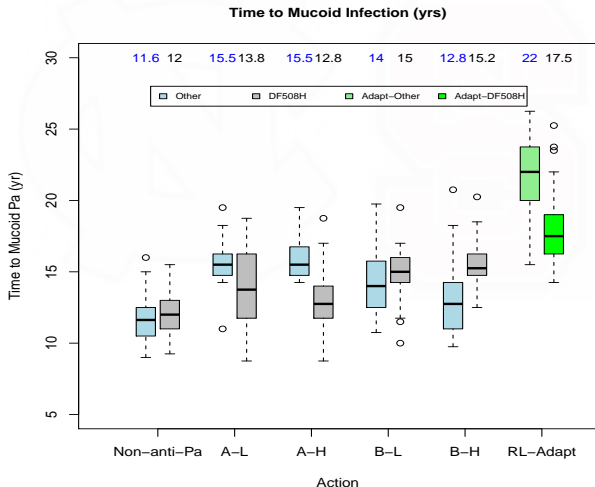 Time to Mucoid Infection (yrs)
11.6 12 15.5 13.8 15.5 12.8 14 15 12.8 15.2 22 17.5
Other DF508H Adapt−Other Adapt−DF508H
Time to Mucoid Pa (yr)
30
25
20
15
10
5
Non−anti−Pa A−L A−H B−L B−H RL−Adapt
Action